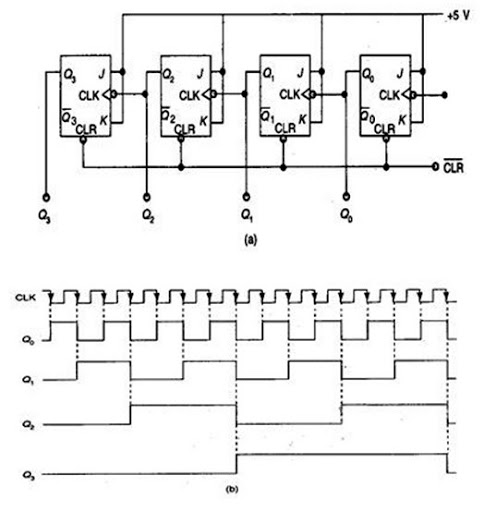 +5 V
Q3 J Q2 J Q1 J Q0 J
CLK CLK CLK CLK
Q̅3 K Q̅2 K Q̅1 K Q̅0 K
CLR CLR CLR CLR
C̅L̅R̅
Q3 Q2 Q1 Q0
(a)
CLK
Q0
Q1
Q2
Q3
(b)